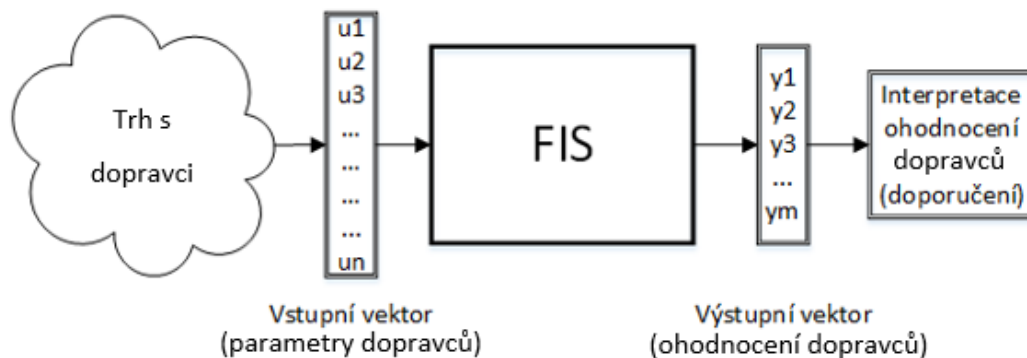 Trh s
dopravci
u1
u2
u3
...
...
...
...
un
Vstupní vektor
(parametry dopravců)
FIS
y1
y2
y3
...
ym
Výstupní vektor
(ohodnocení dopravců)
Interpretace
ohodnocení
dopravců
(doporučení)